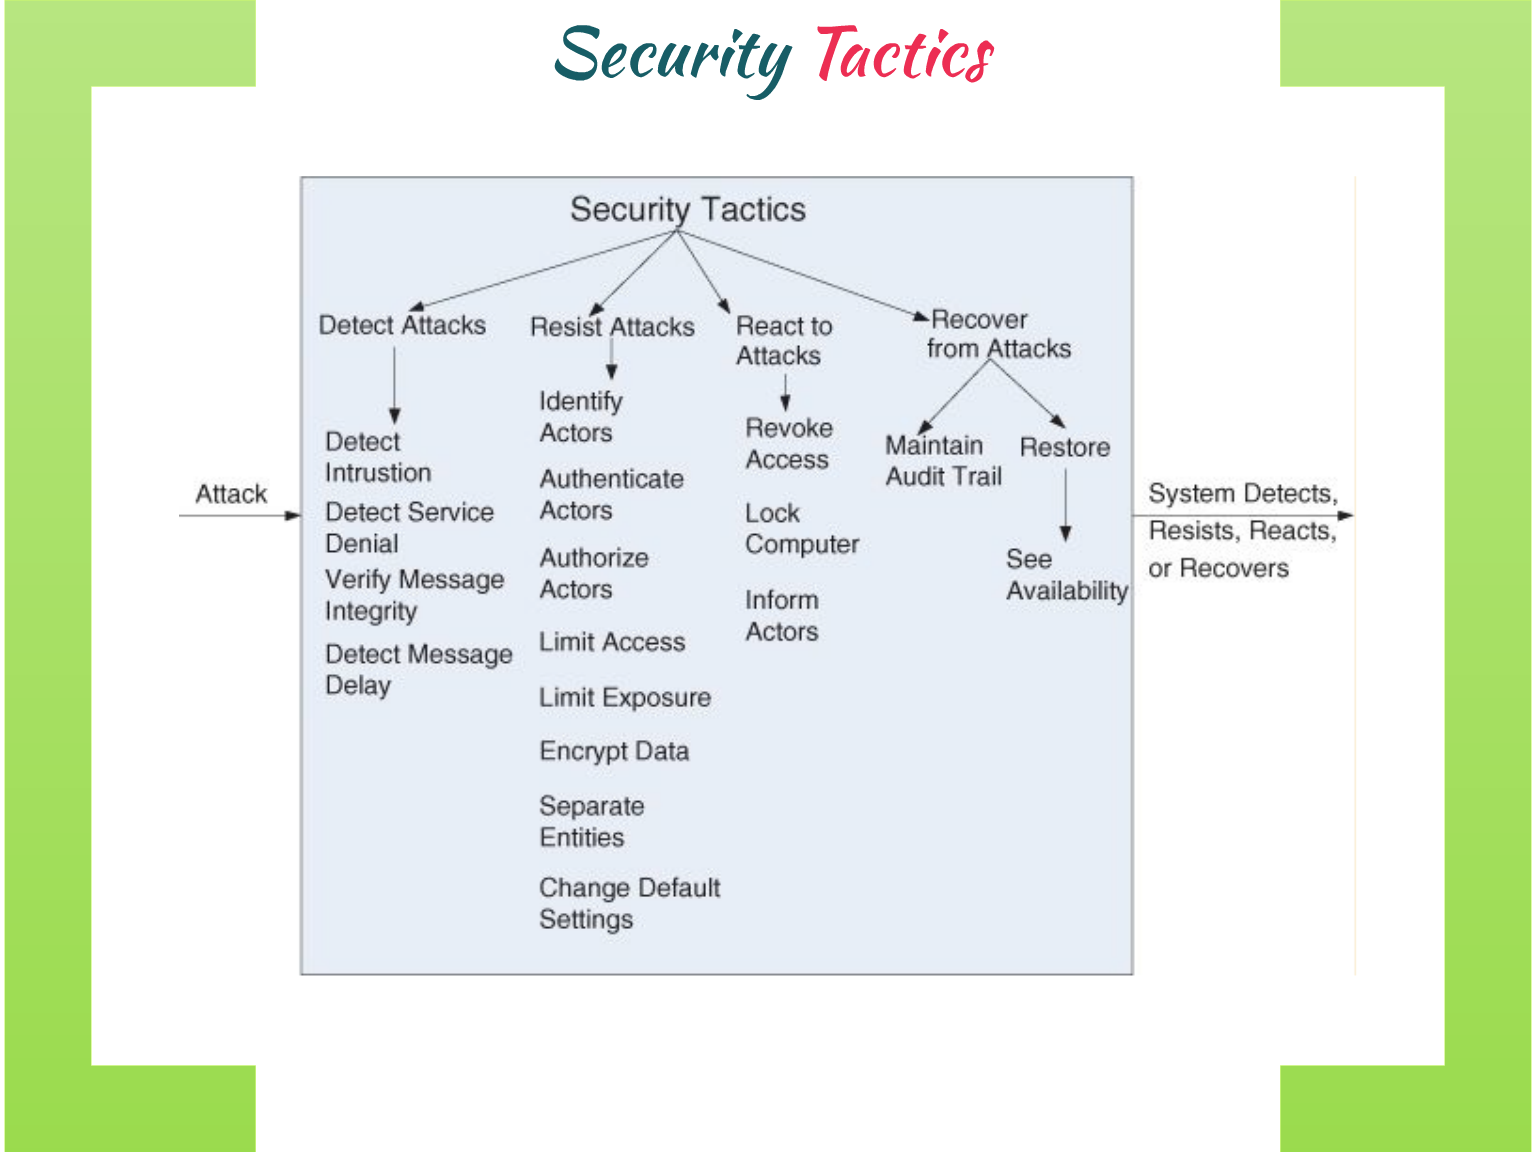 Security Tactics
Security Tactics
Detect Attacks
Detect
Intrustion
Detect Service
Denial
Verify Message
Integrity
Detect Message
Delay
Resist Attacks
Identify
Actors
Authenticate
Actors
Authorize
Actors
Limit Access
Limit Exposure
Encrypt Data
Separate
Entities
Change Default
Settings
React to
Attacks
Revoke
Access
Lock
Computer
Inform
Actors
Recover
from Attacks
Maintain
Audit Trail
Restore
See
Availability
Attack
System Detects,
Resists, Reacts,
or Recovers